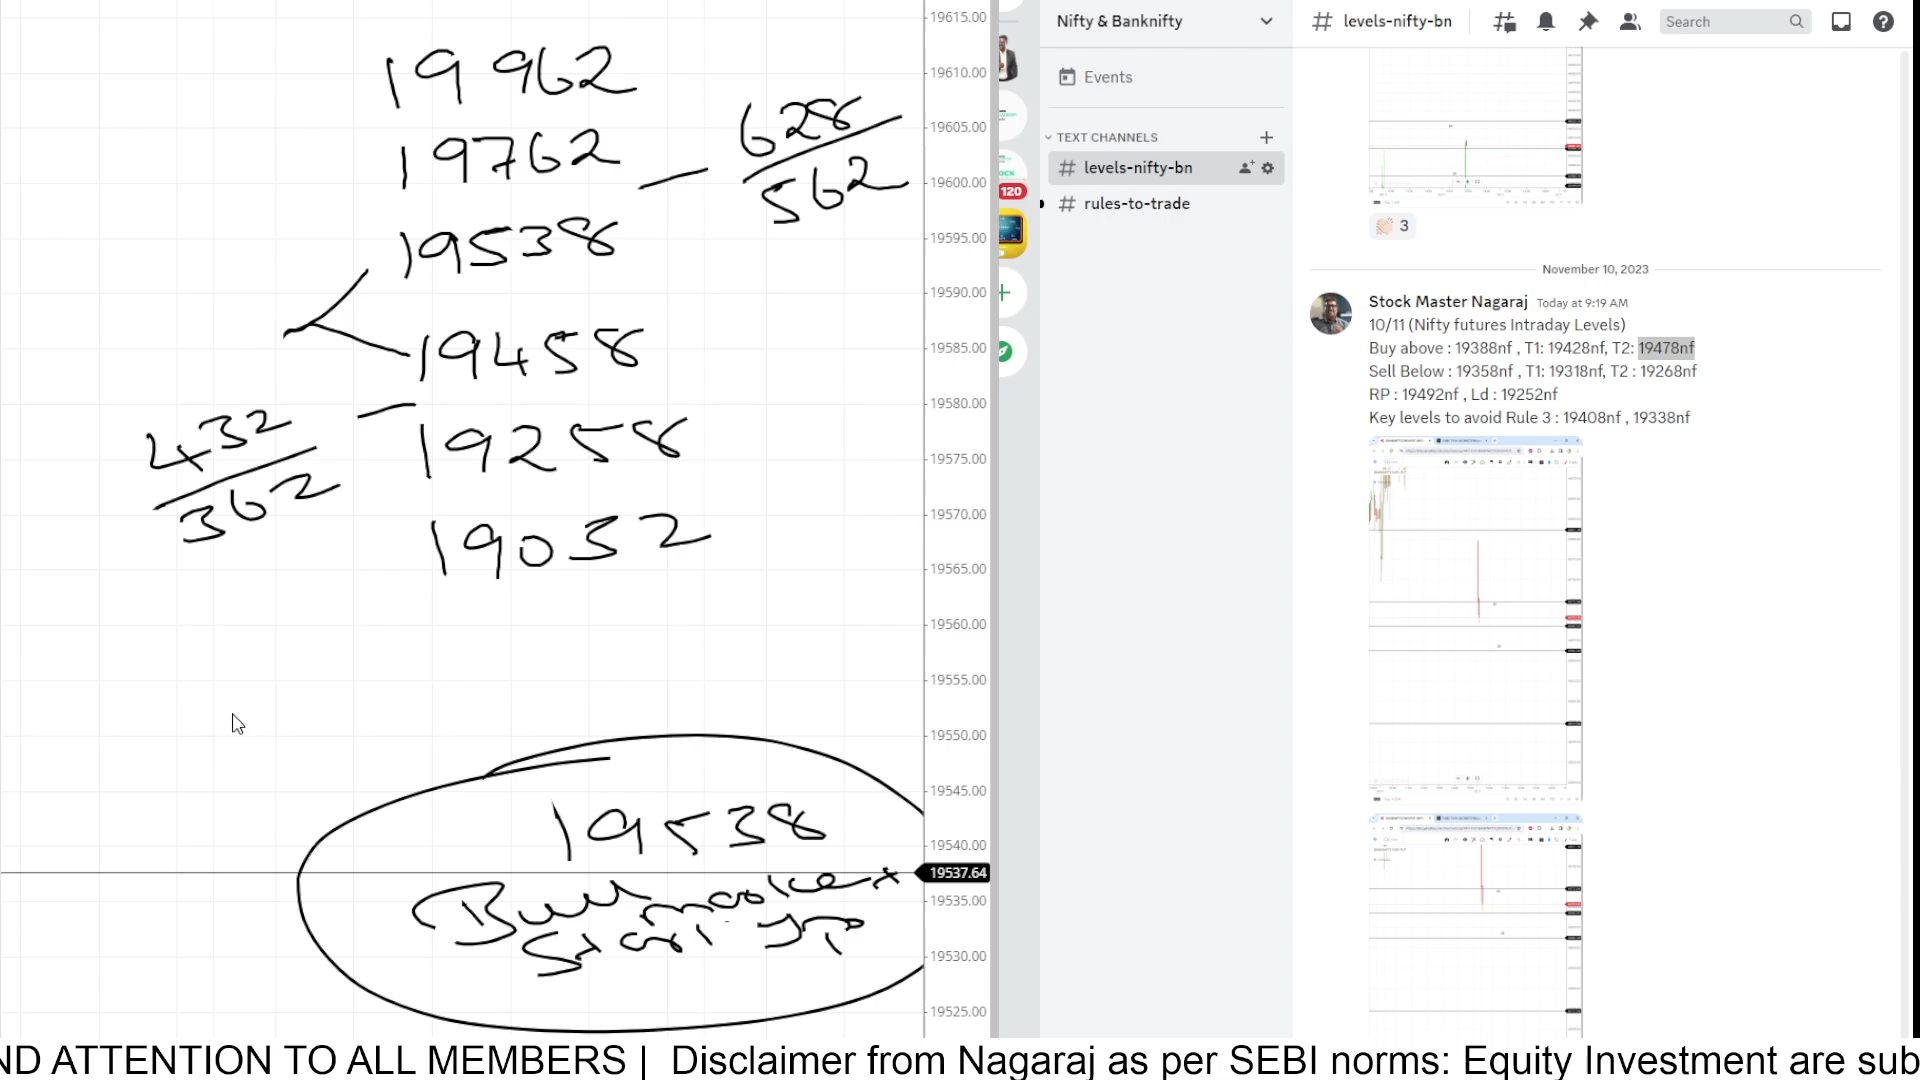 19962
19762
628
562
19538
19458
432
362
19258
19032
19538
Bull market
Start UP
19615.00
19610.00
19605.00
19600.00
19595.00
19590.00
19585.00
19580.00
19575.00
19570.00
19565.00
19560.00
19555.00
19550.00
19545.00
19540.00
19537.64
19535.00
19530.00
19525.00
120
Nifty & Banknifty
Events
TEXT CHANNELS
levels-nifty-bn
rules-to-trade
levels-nifty-bn
Search
3
November 10, 2023
Stock Master Nagaraj Today at 9:19 AM
10/11 (Nifty futures Intraday Levels)
Buy above : 19388nf , T1: 19428nf, T2: 19478nf
Sell Below : 19358nf , T1: 19318nf, T2 : 19268nf
RP : 19492nf , Ld : 19252nf
Key levels to avoid Rule 3 : 19408nf , 19338nf
ND ATTENTION TO ALL MEMBERS | Disclaimer from Nagaraj as per SEBI norms: Equity Investment are sub